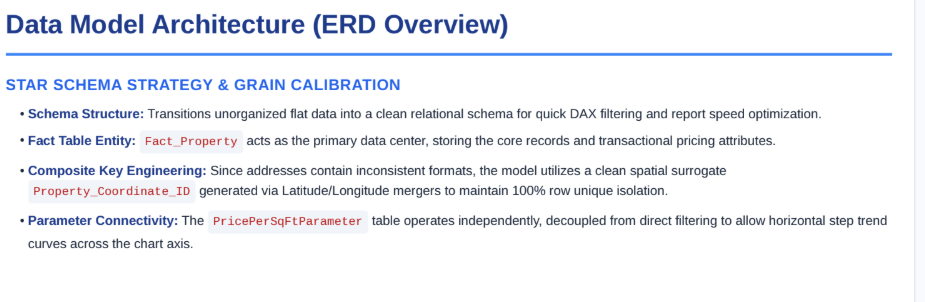 Data Model Architecture (ERD Overview)
STAR SCHEMA STRATEGY & GRAIN CALIBRATION
• Schema Structure: Transitions unorganized flat data into a clean relational schema for quick DAX filtering and report speed optimization.
• Fact Table Entity: Fact_Property acts as the primary data center, storing the core records and transactional pricing attributes.
• Composite Key Engineering: Since addresses contain inconsistent formats, the model utilizes a clean spatial surrogate
Property_Coordinate_ID generated via Latitude/Longitude mergers to maintain 100% row unique isolation.
• Parameter Connectivity: The PricePerSqFtParameter table operates independently, decoupled from direct filtering to allow horizontal step trend
curves across the chart axis.